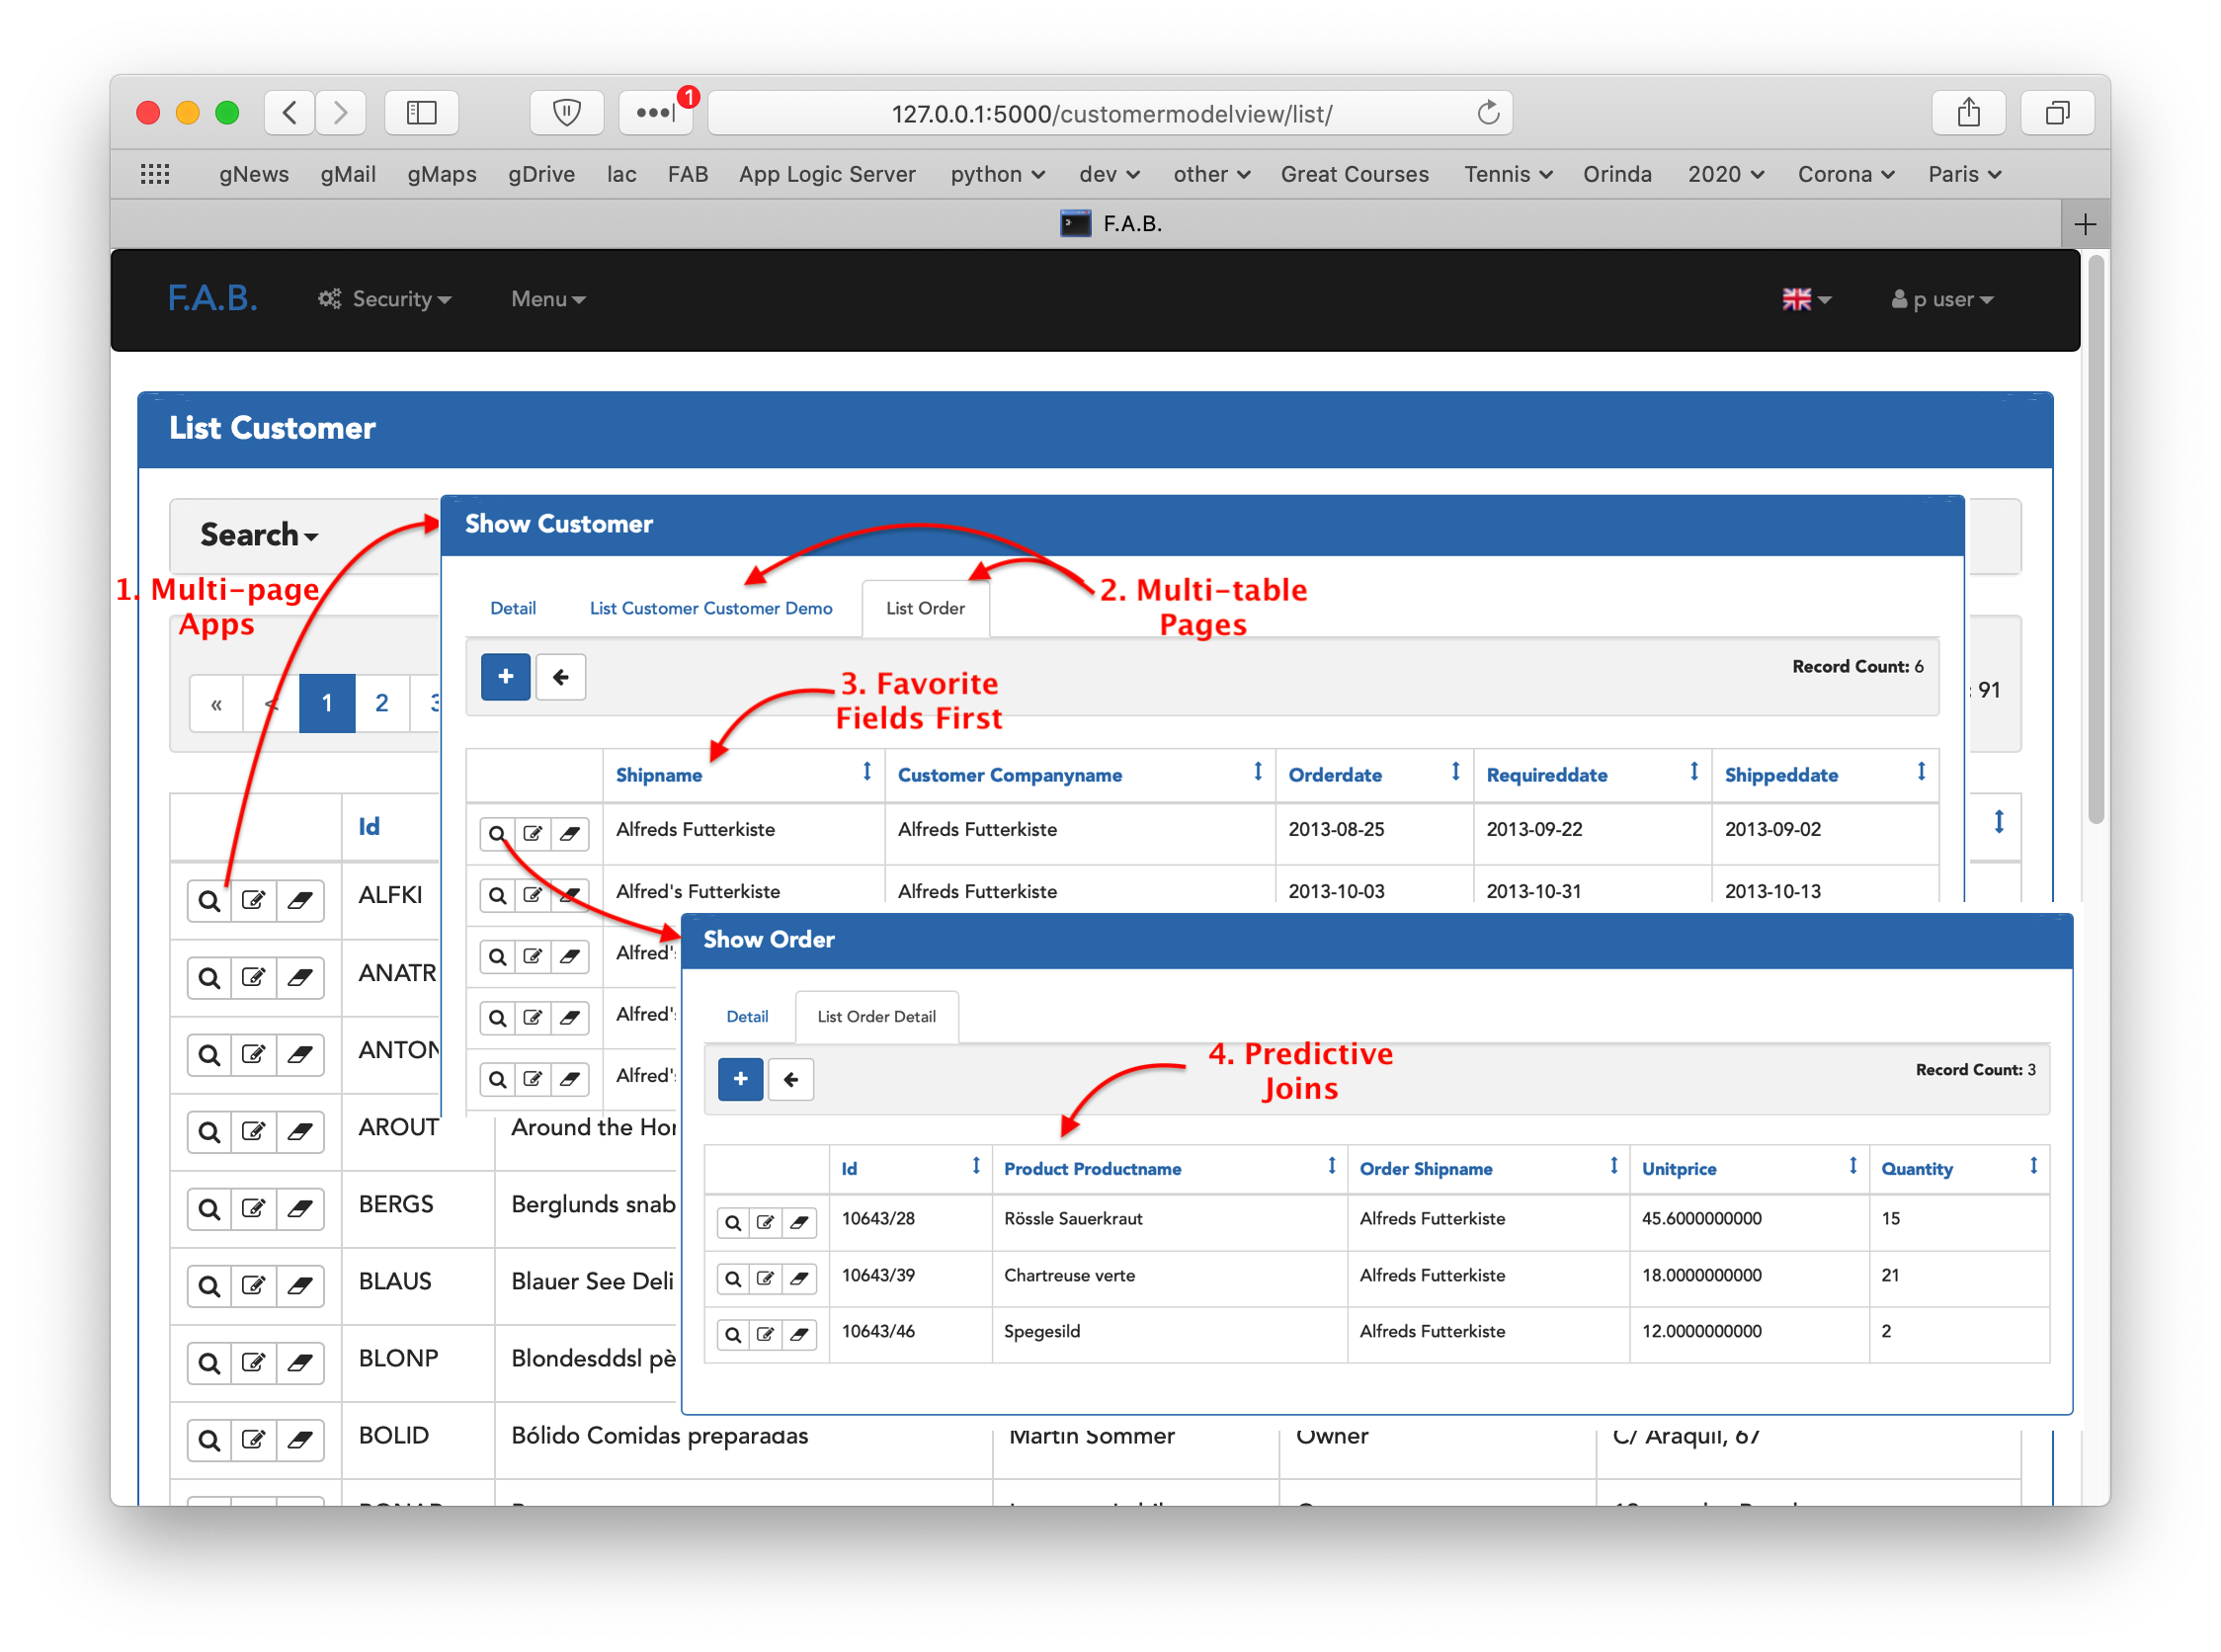 1
127.0.0.1:5000/customermodelview/list/
gNews gMail gMaps gDrive lac FAB App Logic Server python dev other Great Courses Tennis Orinda 2020 Corona Paris
F.A.B.
F.A.B. Security Menu p user
List Customer
Search
1. Multi-page
Apps
« < 1 2
: 91
Id
ALFKI
ANATR
ANTON
AROUT Around the Hor
BERGS Berglunds snab
BLAUS Blauer See Deli
BLONP Blondesddsl pè
BOLID Bólido Comidas preparadas Martín Sommer Owner C/ Araquil, 67
Show Customer
Detail List Customer Customer Demo List Order
2. Multi-table
Pages
Record Count: 6
3. Favorite
Fields First
Shipname Customer Companyname Orderdate Requireddate Shippeddate
Alfreds Futterkiste Alfreds Futterkiste 2013-08-25 2013-09-22 2013-09-02
Alfred's Futterkiste Alfreds Futterkiste 2013-10-03 2013-10-31 2013-10-13
Alfred's
Alfred's
Alfred's
Show Order
Detail List Order Detail
4. Predictive
Joins
Record Count: 3
Id Product Productname Order Shipname Unitprice Quantity
10643/28 Rössle Sauerkraut Alfreds Futterkiste 45.6000000000 15
10643/39 Chartreuse verte Alfreds Futterkiste 18.0000000000 21
10643/46 Spegesild Alfreds Futterkiste 12.0000000000 2